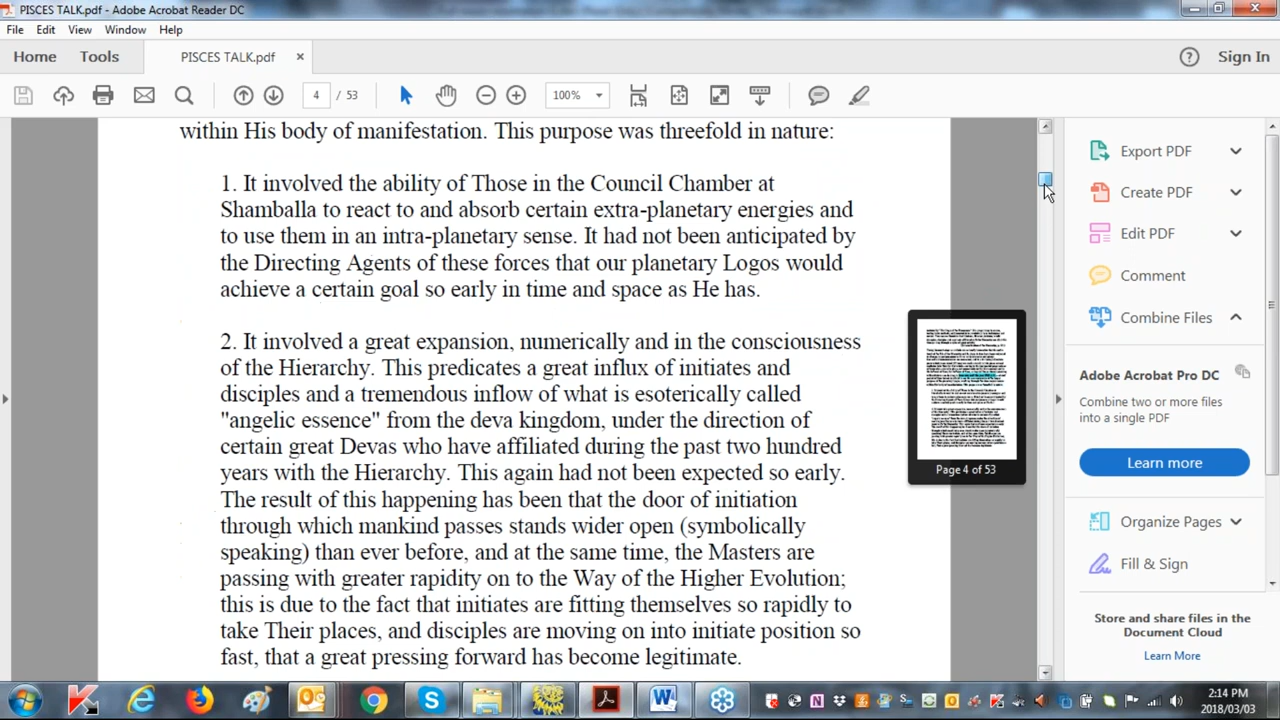 PISCES TALK.pdf - Adobe Acrobat Reader DC
File Edit View Window Help
Home Tools PISCES TALK.pdf × Sign In
4 / 53 100%
within His body of manifestation. This purpose was threefold in nature:
1. It involved the ability of Those in the Council Chamber at
Shamballa to react to and absorb certain extra-planetary energies and
to use them in an intra-planetary sense. It had not been anticipated by
the Directing Agents of these forces that our planetary Logos would
achieve a certain goal so early in time and space as He has.
2. It involved a great expansion, numerically and in the consciousness
of the Hierarchy. This predicates a great influx of initiates and
disciples and a tremendous inflow of what is esoterically called
"angelic essence" from the deva kingdom, under the direction of
certain great Devas who have affiliated during the past two hundred
years with the Hierarchy. This again had not been expected so early.
The result of this happening has been that the door of initiation
through which mankind passes stands wider open (symbolically
speaking) than ever before, and at the same time, the Masters are
passing with greater rapidity on to the Way of the Higher Evolution;
this is due to the fact that initiates are fitting themselves so rapidly to
take Their places, and disciples are moving on into initiate position so
fast, that a great pressing forward has become legitimate.
Page 4 of 53
Export PDF
Create PDF
Edit PDF
Comment
Combine Files
Adobe Acrobat Pro DC
Combine two or more files
into a single PDF
Learn more
Organize Pages
Fill & Sign
Store and share files in the
Document Cloud
Learn More
2:14 PM
2018/03/03